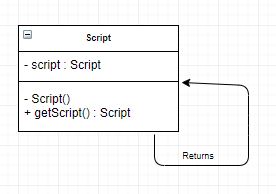 Script
- script : Script
- Script()
+ getScript() : Script
Returns